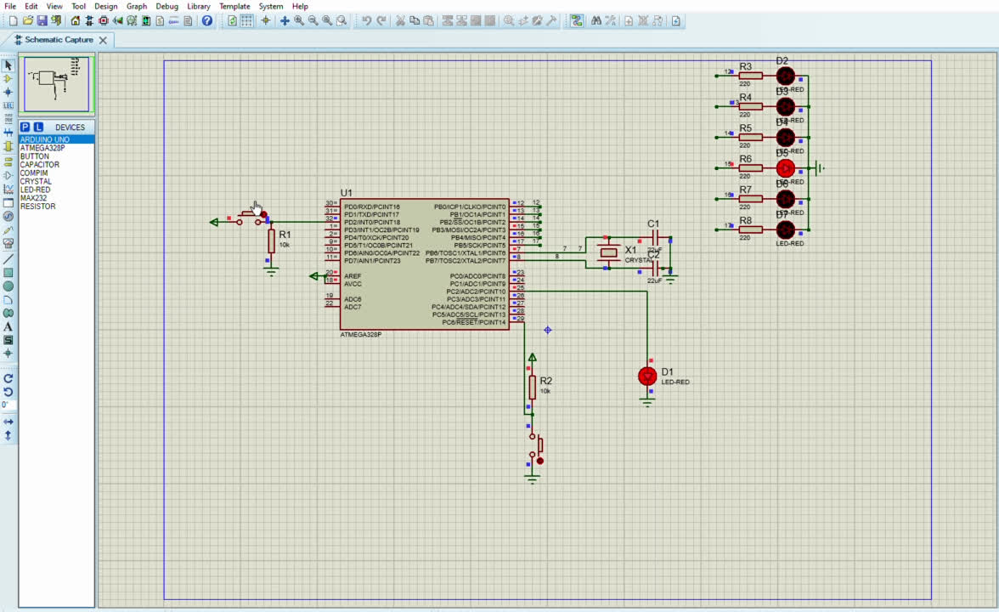 File Edit View Tool Design Graph Debug Library Template System Help
Schematic Capture
P L DEVICES
ARDUINO UNO
ATMEGA328P
BUTTON
CAPACITOR
COMPIM
CRYSTAL
LED-RED
MAX232
RESISTOR
LBL
A
0°
U1
30 PD0/RXD/PCINT16
31 PD1/TXD/PCINT17
32 PD2/INT0/PCINT18
1 PD3/INT1/OC2B/PCINT19
2 PD4/T0/XCK/PCINT20
9 PD5/T1/OC0B/PCINT21
10 PD6/AIN0/OC0A/PCINT22
11 PD7/AIN1/PCINT23
20 AREF
18 AVCC
19 ADC6
22 ADC7
PB0/ICP1/CLKO/PCINT0 12 12
PB1/OC1A/PCINT1 13 13
PB2/SS/OC1B/PCINT2 14 14
PB3/MOSI/OC2A/PCINT3 15 15
PB4/MISO/PCINT4 16 16
PB5/SCK/PCINT5 17 17
PB6/TOSC1/XTAL1/PCINT6 7 7 7
PB7/TOSC2/XTAL2/PCINT7 8 8
PC0/ADC0/PCINT8 23
PC1/ADC1/PCINT9 24
PC2/ADC2/PCINT10 25
PC3/ADC3/PCINT11 26
PC4/ADC4/SDA/PCINT12 27
PC5/ADC5/SCL/PCINT13 28
PC6/RESET/PCINT14 29
ATMEGA328P
R1
10k
X1
CRYSTAL
C1
22uF
C2
22uF
R2
10k
D1
LED-RED
D2
12 R3
220
LED-RED
D3
13 R4
220
LED-RED
D4
14 R5
220
LED-RED
D5
15 R6
220
LED-RED
D6
16 R7
220
LED-RED
D7
17 R8
220
LED-RED